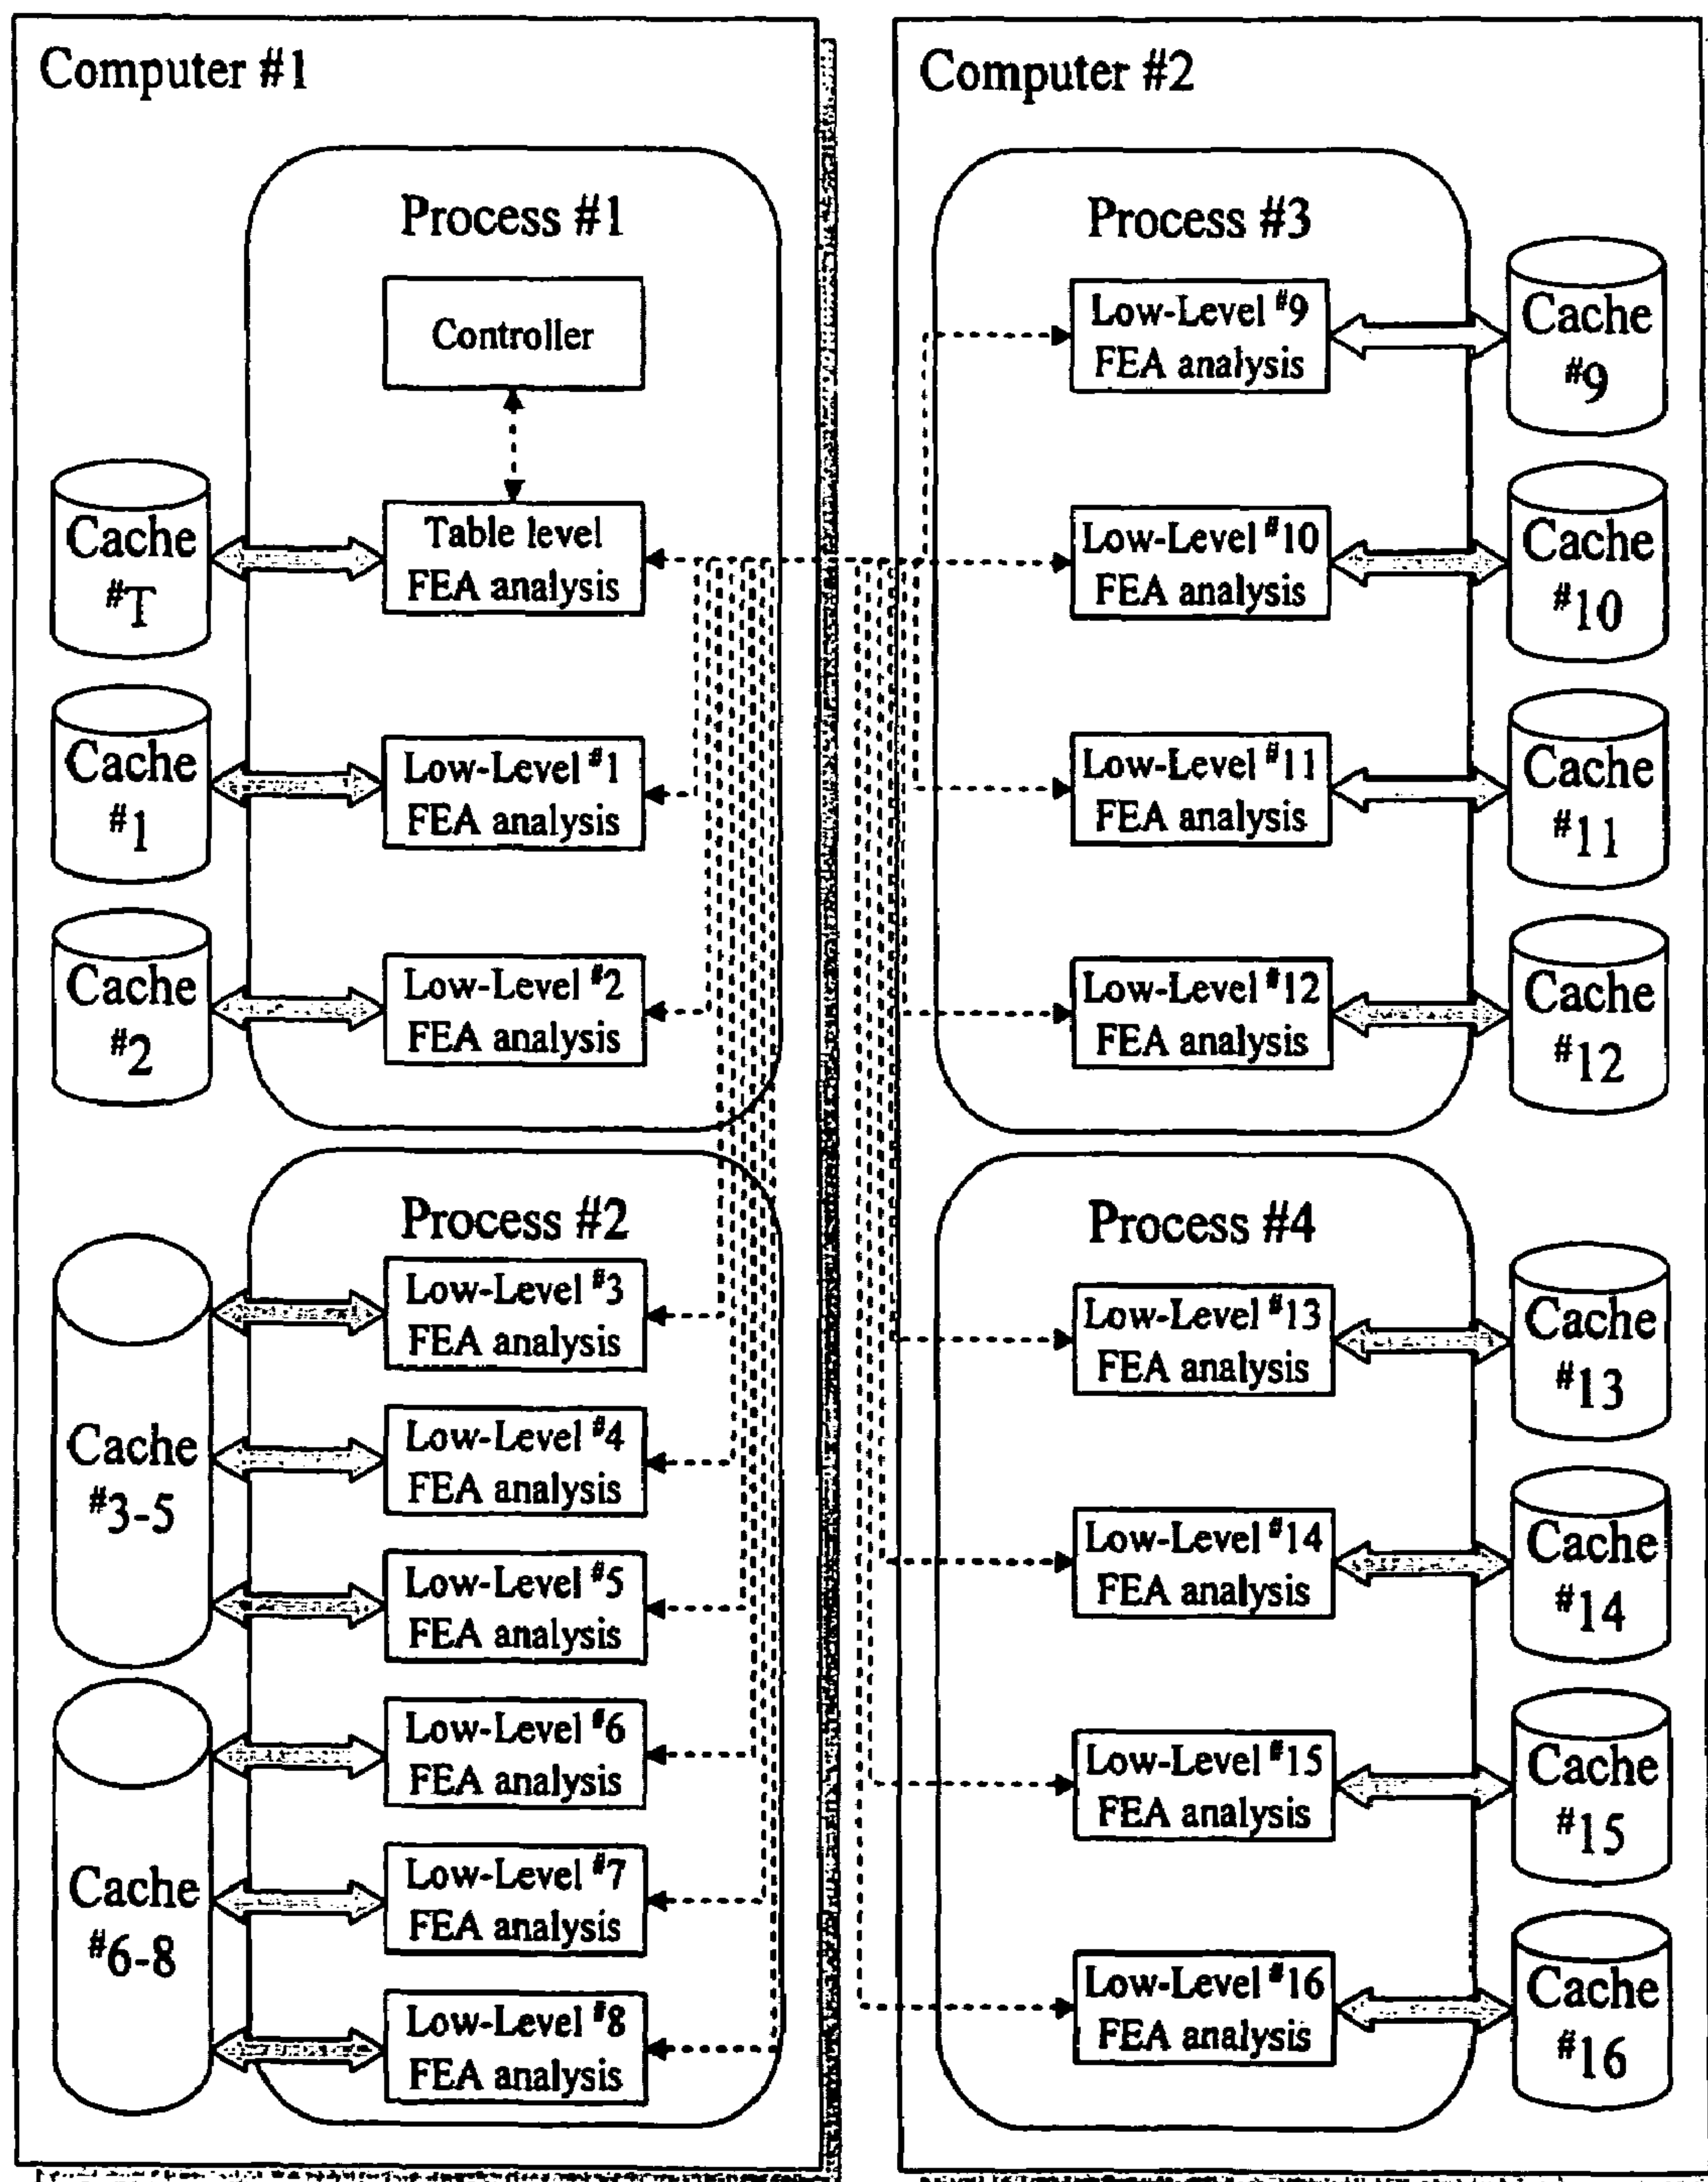 Computer #1
Process #1
Controller
Cache
#T
Table level
FEA analysis
Cache
#1
Low-Level #1
FEA analysis
Cache
#2
Low-Level #2
FEA analysis
Process #2
Cache
#3-5
Low-Level #3
FEA analysis
Low-Level #4
FEA analysis
Low-Level #5
FEA analysis
Cache
#6-8
Low-Level #6
FEA analysis
Low-Level #7
FEA analysis
Low-Level #8
FEA analysis
Computer #2
Process #3
Low-Level #9
FEA analysis
Cache
#9
Low-Level #10
FEA analysis
Cache
#10
Low-Level #11
FEA analysis
Cache
#11
Low-Level #12
FEA analysis
Cache
#12
Process #4
Low-Level #13
FEA analysis
Cache
#13
Low-Level #14
FEA analysis
Cache
#14
Low-Level #15
FEA analysis
Cache
#15
Low-Level #16
FEA analysis
Cache
#16